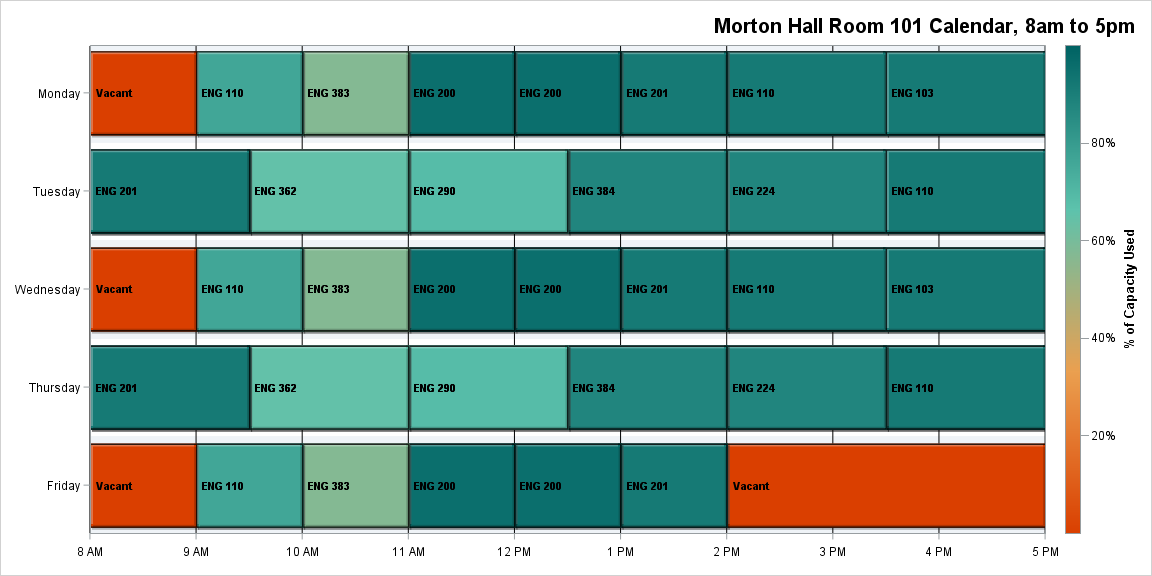 Morton Hall Room 101 Calendar, 8am to 5pm
Monday
Vacant
ENG 110
ENG 383
ENG 200
ENG 200
ENG 201
ENG 110
ENG 103
Tuesday
ENG 201
ENG 362
ENG 290
ENG 384
ENG 224
ENG 110
Wednesday
Vacant
ENG 110
ENG 383
ENG 200
ENG 200
ENG 201
ENG 110
ENG 103
Thursday
ENG 201
ENG 362
ENG 290
ENG 384
ENG 224
ENG 110
Friday
Vacant
ENG 110
ENG 383
ENG 200
ENG 200
ENG 201
Vacant
8 AM
9 AM
10 AM
11 AM
12 PM
1 PM
2 PM
3 PM
4 PM
5 PM
80%
60%
40%
20%
% of Capacity Used